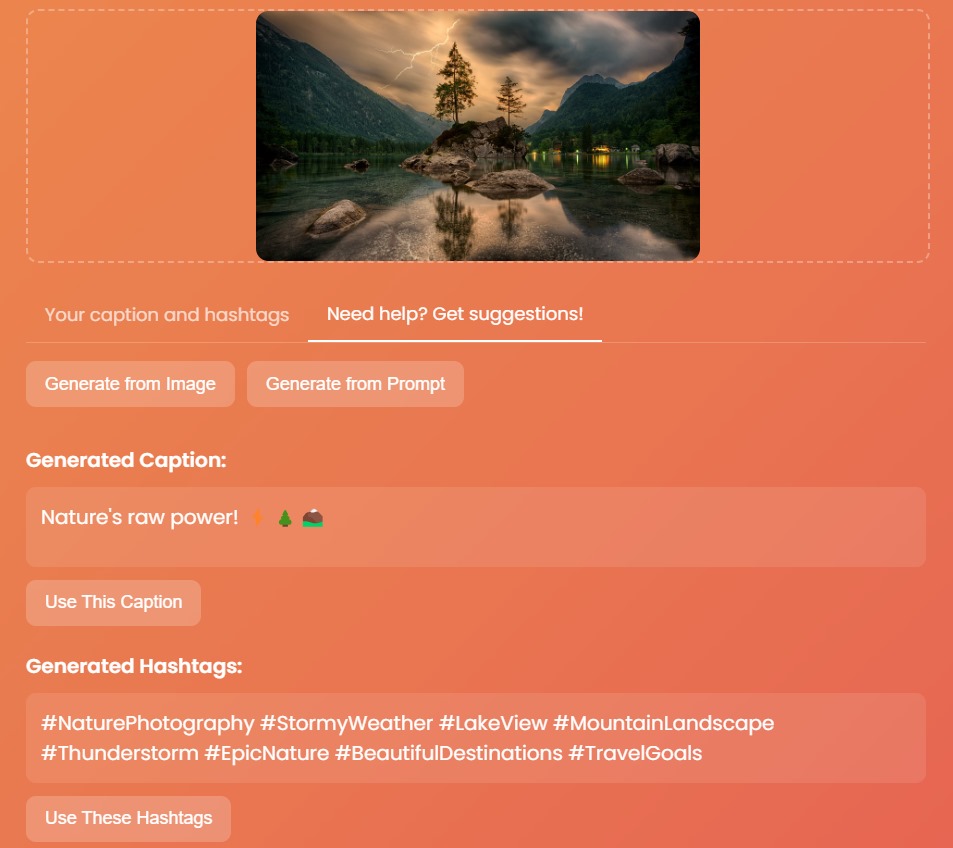 Your caption and hashtags
Need help? Get suggestions!
Generate from Image
Generate from Prompt
Generated Caption:
Nature's raw power! ⚡ 🌲 🏔️
Use This Caption
Generated Hashtags:
#NaturePhotography #StormyWeather #LakeView #MountainLandscape
#Thunderstorm #EpicNature #BeautifulDestinations #TravelGoals
Use These Hashtags